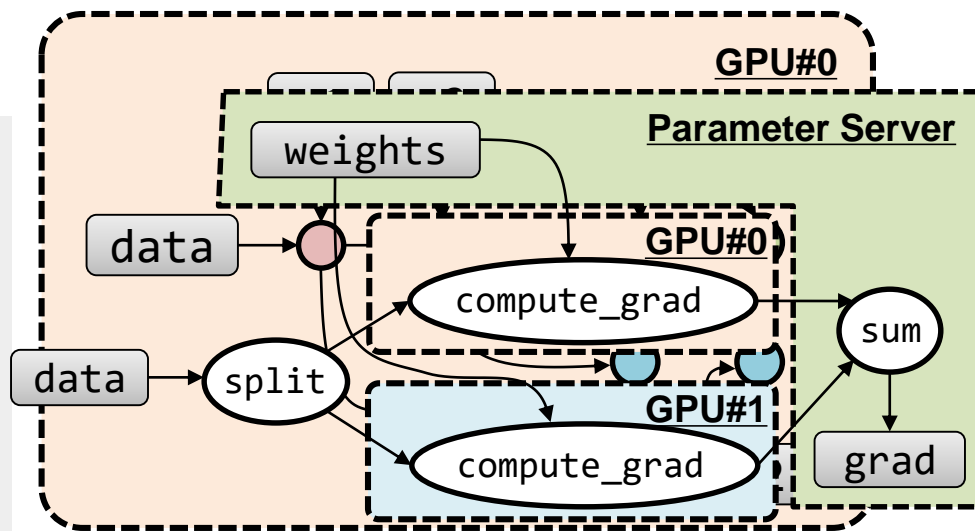 GPU#0
Parameter Server
weights
data
GPU#0
compute_grad
sum
data
split
GPU#1
compute_grad
grad